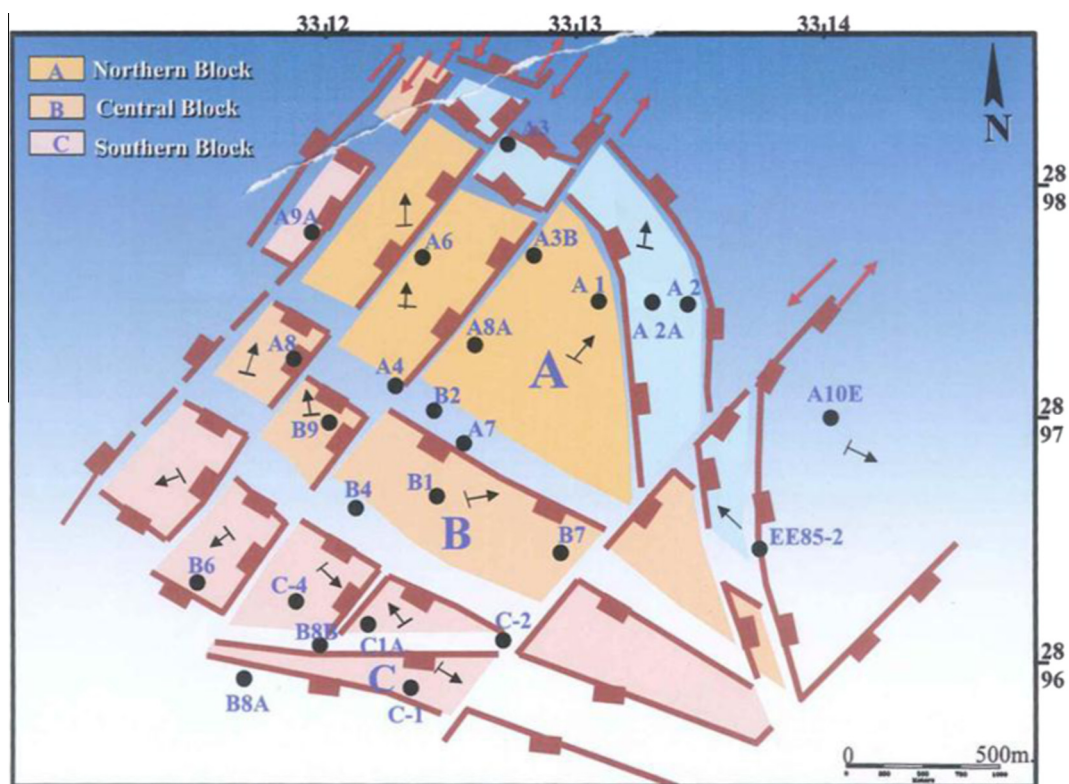 33.12 33.13 33.14
A Northern Block
B Central Block
C Southern Block
N
A3
28
98
A9A
A6
A3B
A 1
A 2
A 2A
A8A
A8
A
A4
B2
A10E
28
97
B9
A7
B4
B1
B
B7
EE85-2
B6
C-4
B8B
C1A
C-2
28
96
C
B8A
C-1
0 500m.